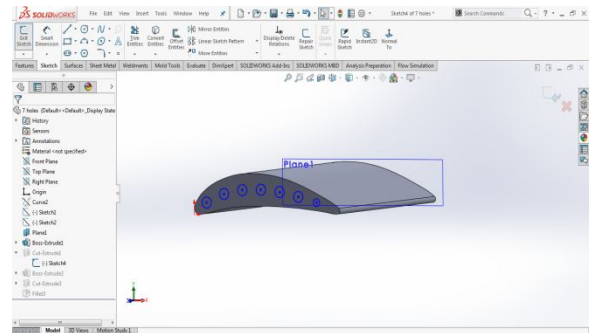 SOLIDWORKS File Edit View Insert Tools Window Help Sketch4 of 7 holes * Search Commands
Exit Sketch
Smart Dimension
Trim Entities
Convert Entities
Offset Entities
Mirror Entities
Linear Sketch Pattern
Move Entities
Display/Delete Relations
Repair Sketch
Quick Snaps
Rapid Sketch
Instant2D
Normal To
Features Sketch Surfaces Sheet Metal Weldments Mold Tools Evaluate DimXpert SOLIDWORKS Add-Ins SOLIDWORKS MBD Analysis Preparation Flow Simulation
7 holes (Default<<Default>_Display State
History
Sensors
Annotations
Material <not specified>
Front Plane
Top Plane
Right Plane
Origin
Curve2
(-) Sketch1
(-) Sketch2
Plane1
Boss-Extrude1
Cut-Extrude1
(-) Sketch4
Boss-Extrude2
Cut-Extrude3
Fillet3
Plane1
Model 3D Views Motion Study 1